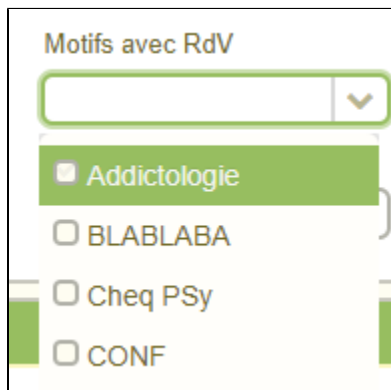 Motifs avec RdV
Addictologie
BLABLABA
Cheq PSy
CONF